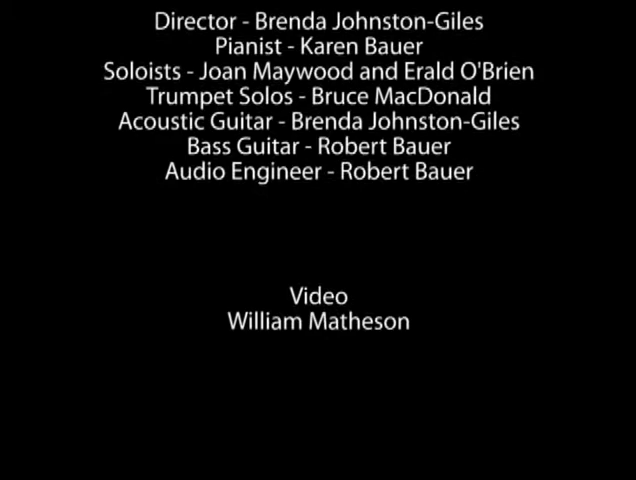 Director - Brenda Johnston-Giles
Pianist - Karen Bauer
Soloists - Joan Maywood and Erald O'Brien
Trumpet Solos - Bruce MacDonald
Acoustic Guitar - Brenda Johnston-Giles
Bass Guitar - Robert Bauer
Audio Engineer - Robert Bauer
Video
William Matheson